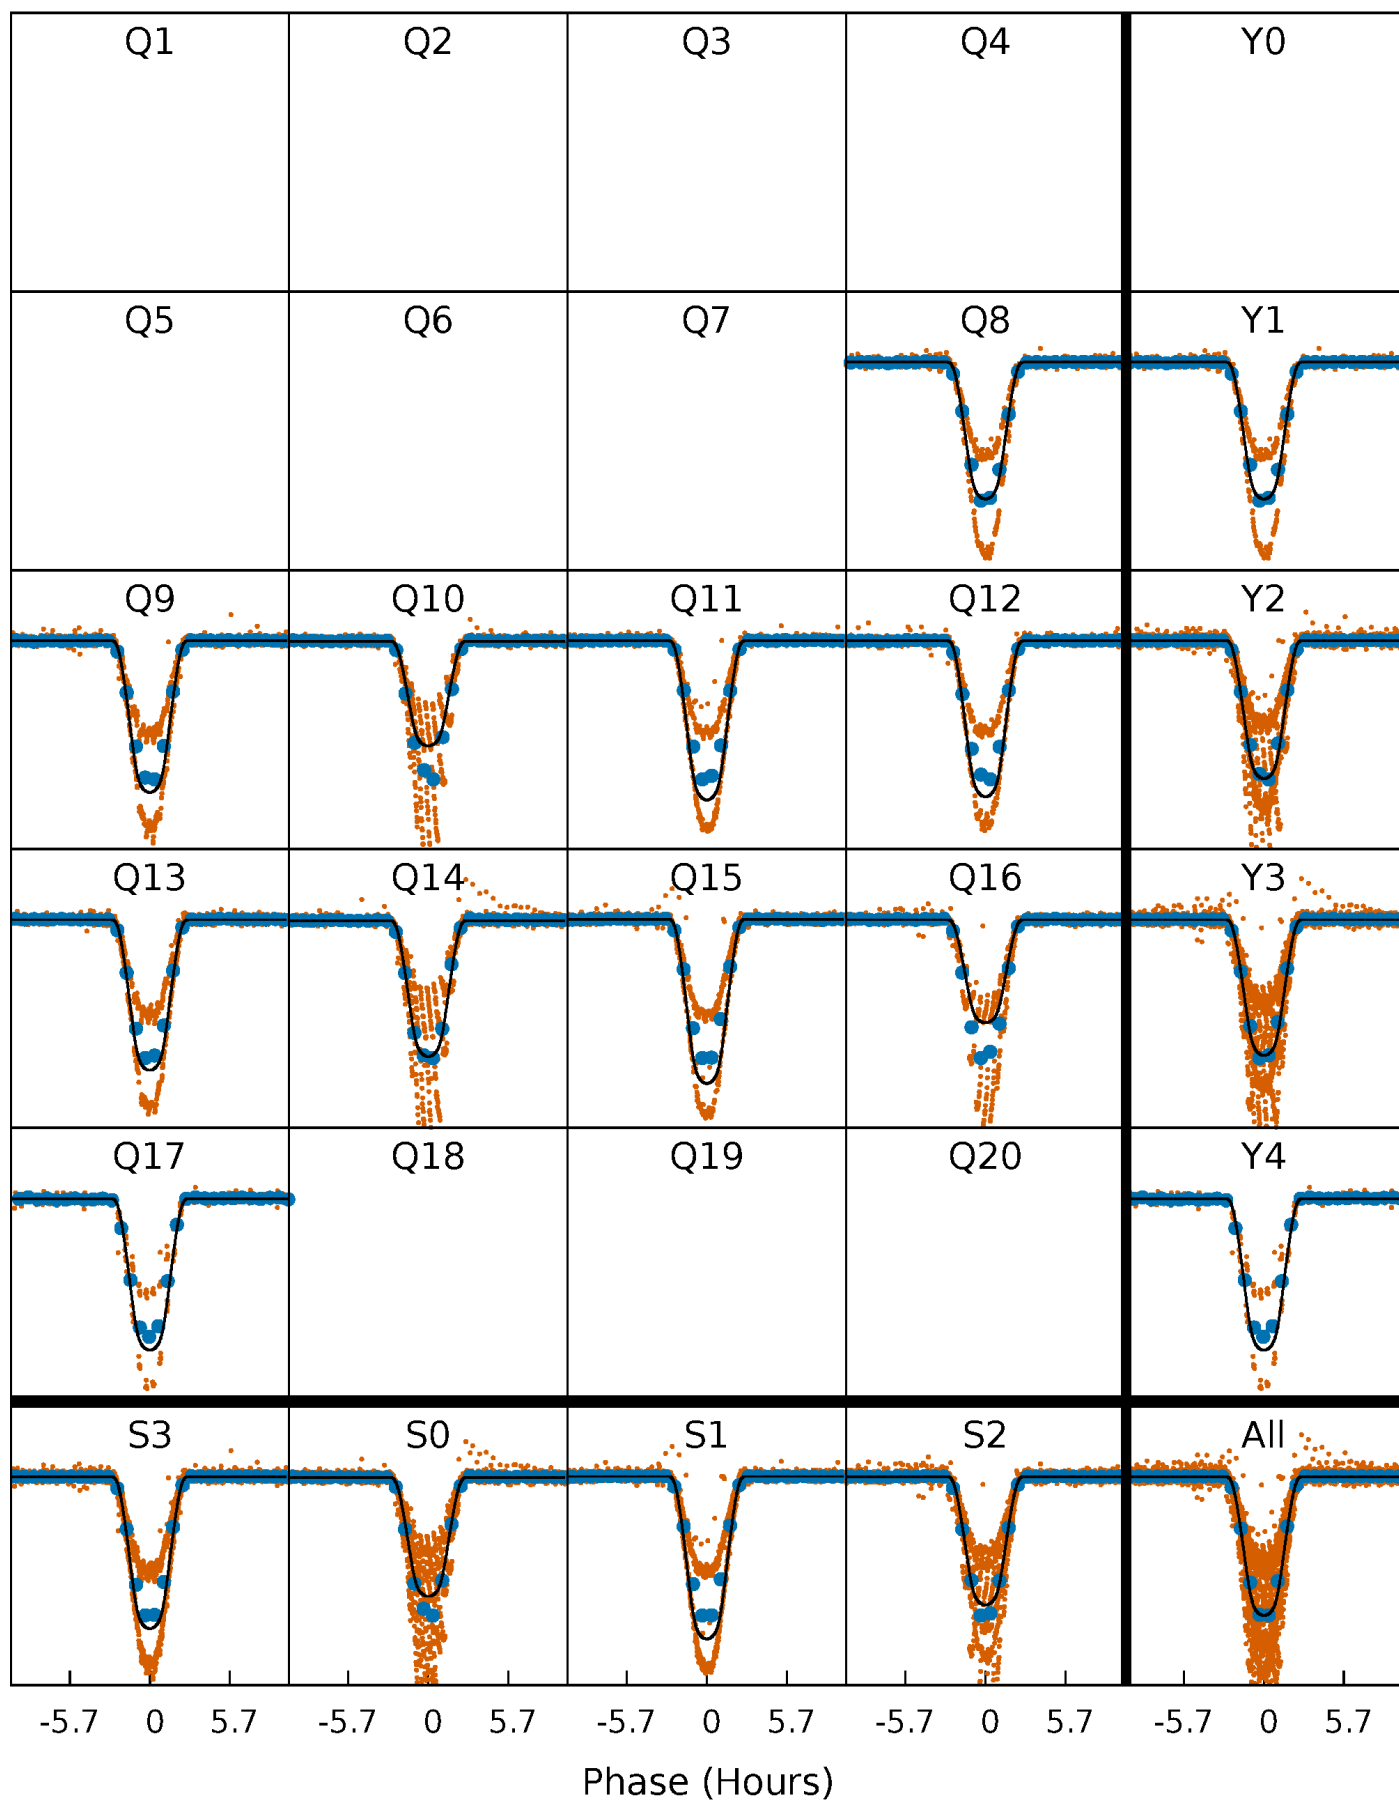 Q1 Q2 Q3 Q4 Y0
Q5 Q6 Q7 Q8 Y1
Q9 Q10 Q11 Q12 Y2
Q13 Q14 Q15 Q16 Y3
Q17 Q18 Q19 Q20 Y4
S3 S0 S1 S2 All
-5.7 0 5.7 -5.7 0 5.7 -5.7 0 5.7 -5.7 0 5.7 -5.7 0 5.7
Phase (Hours)